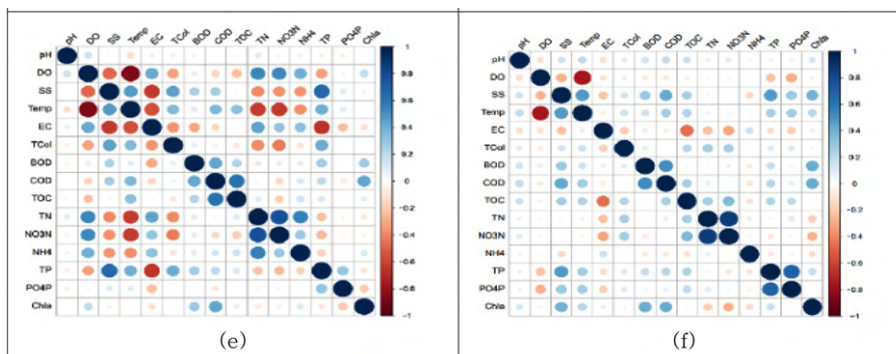 pH DO SS Temp EC TCol BOD COD TOC TN NO3N NH4 TP PO4P Chla
pH
DO
SS
Temp
EC
TCol
BOD
COD
TOC
TN
NO3N
NH4
TP
PO4P
Chla
1
0.8
0.6
0.4
0.2
0
-0.2
-0.4
-0.6
-0.8
-1
(e)
pH DO SS Temp EC TCol BOD COD TOC TN NO3N NH4 TP PO4P Chla
pH
DO
SS
Temp
EC
TCol
BOD
COD
TOC
TN
NO3N
NH4
TP
PO4P
Chla
1
0.8
0.6
0.4
0.2
0
-0.2
-0.4
-0.6
-0.8
-1
(f)